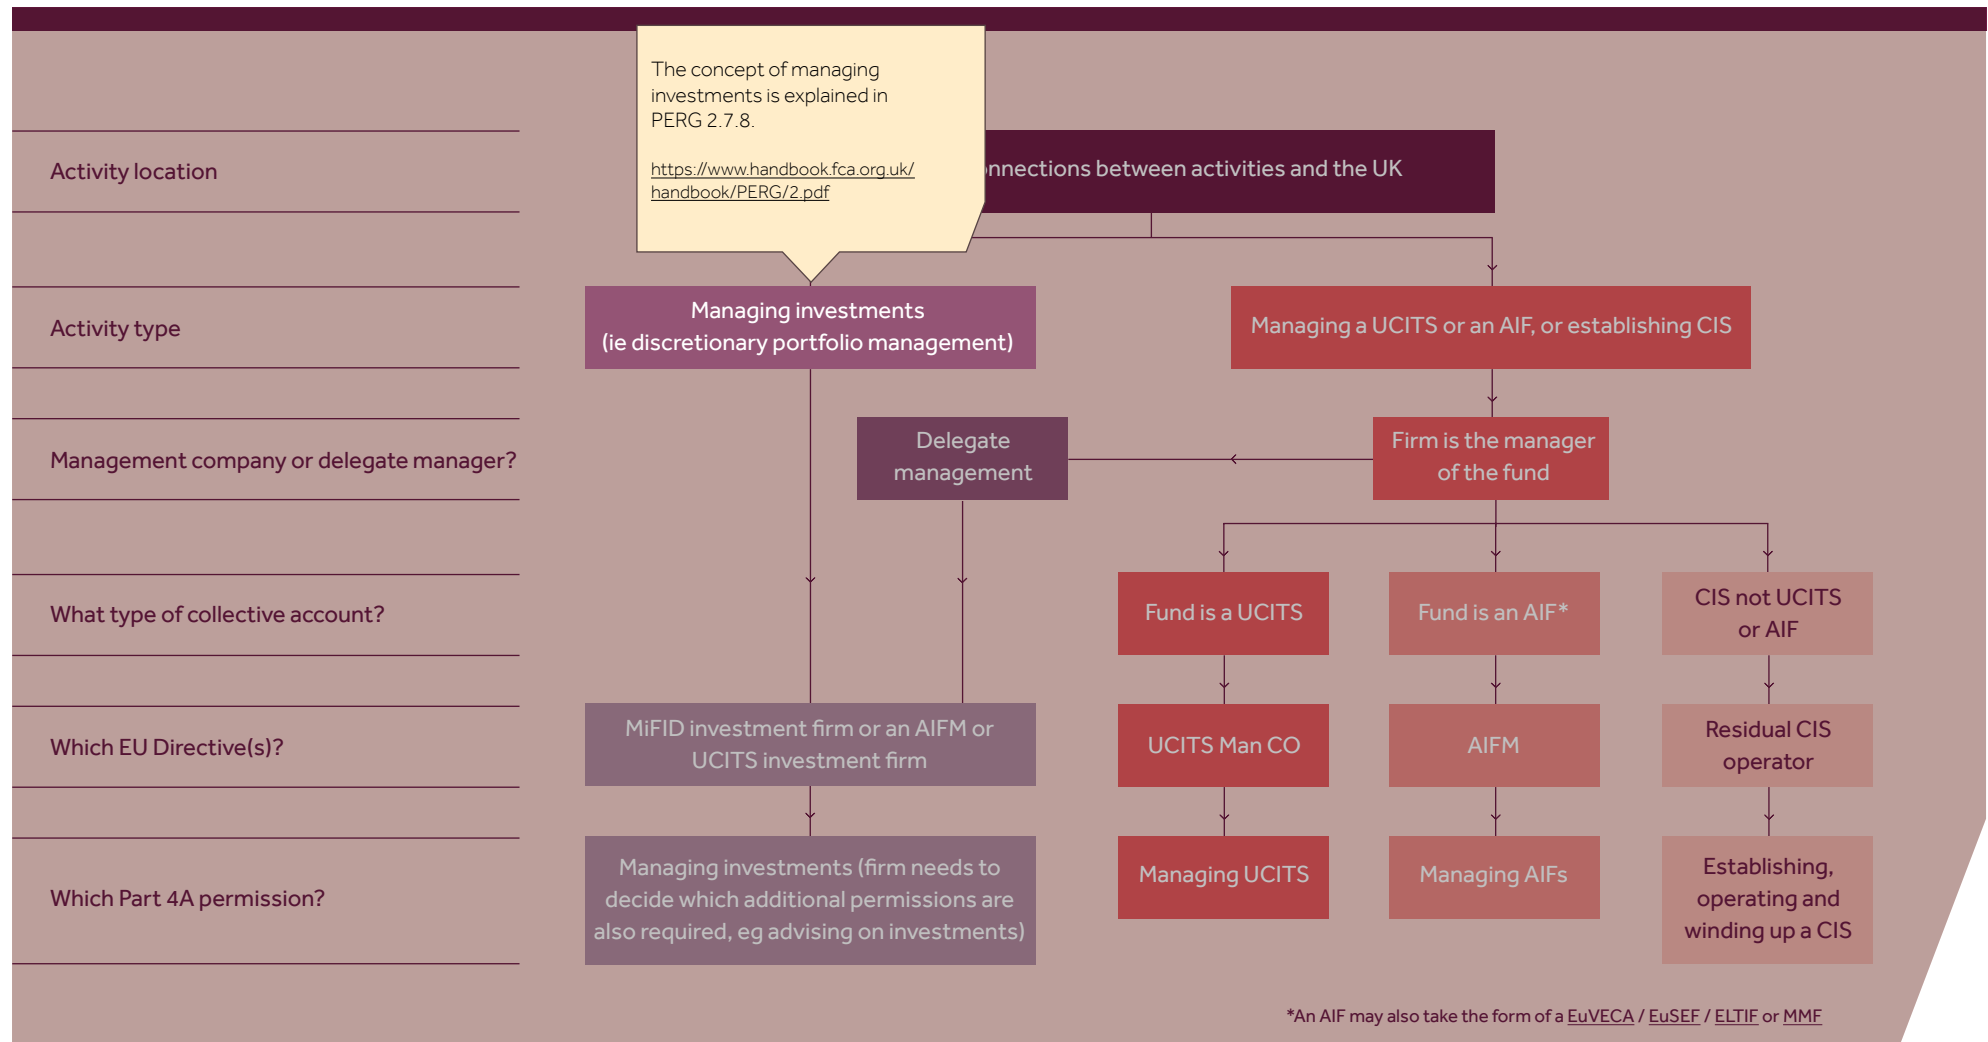 The concept of managing
investments is explained in
PERG 2.7.8.
https://www.handbook.fca.org.uk/
handbook/PERG/2.pdf
Activity location
onnections between activities and the UK
Activity type
Managing investments
(ie discretionary portfolio management)
Managing a UCITS or an AIF, or establishing CIS
Management company or delegate manager?
Delegate
management
Firm is the manager
of the fund
What type of collective account?
Fund is a UCITS
Fund is an AIF*
CIS not UCITS
or AIF
Which EU Directive(s)?
MiFID investment firm or an AIFM or
UCITS investment firm
UCITS Man CO
AIFM
Residual CIS
operator
Which Part 4A permission?
Managing investments (firm needs to
decide which additional permissions are
also required, eg advising on investments)
Managing UCITS
Managing AIFs
Establishing,
operating and
winding up a CIS
*An AIF may also take the form of a EuVECA / EuSEF / ELTIF or MMF